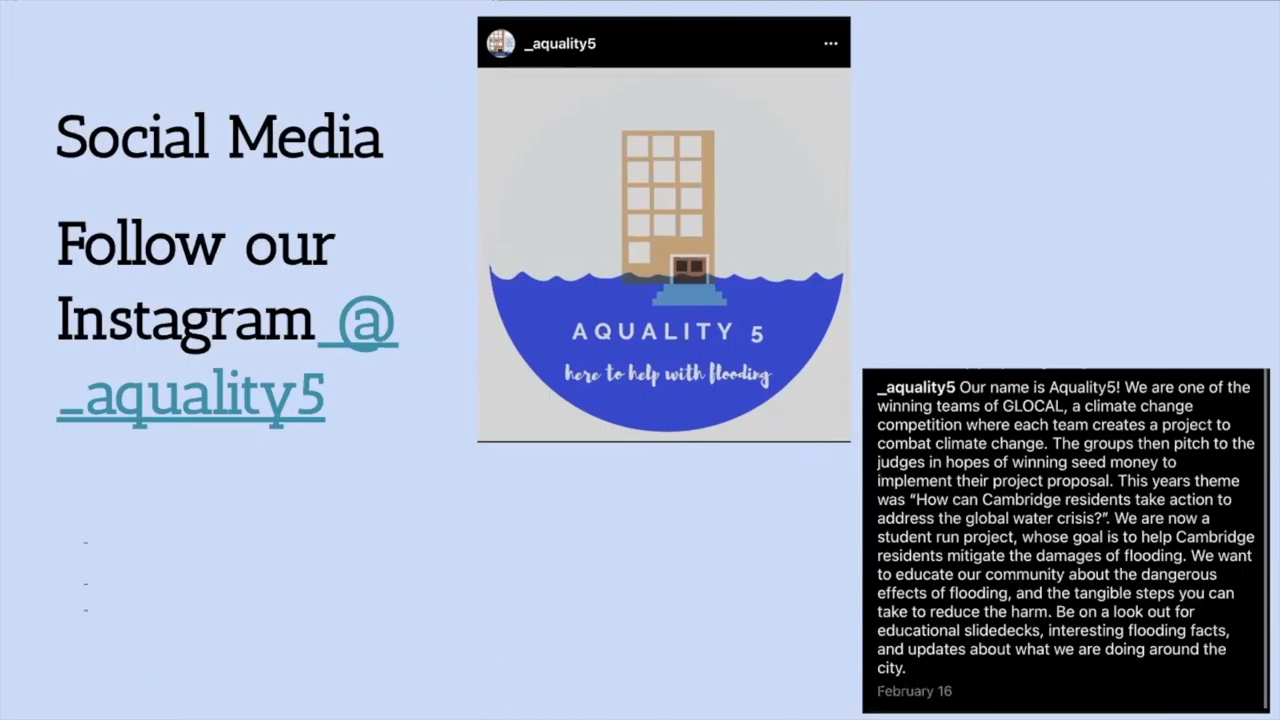 Social Media
Follow our
Instagram @
_aquality5
_aquality5
AQUALITY 5
here to help with flooding
_aquality5 Our name is Aquality5! We are one of the
winning teams of GLOCAL, a climate change
competition where each team creates a project to
combat climate change. The groups then pitch to the
judges in hopes of winning seed money to
implement their project proposal. This years theme
was “How can Cambridge residents take action to
address the global water crisis?”. We are now a
student run project, whose goal is to help Cambridge
residents mitigate the damages of flooding. We want
to educate our community about the dangerous
effects of flooding, and the tangible steps you can
take to reduce the harm. Be on a look out for
educational slidedecks, interesting flooding facts,
and updates about what we are doing around the
city.
February 16